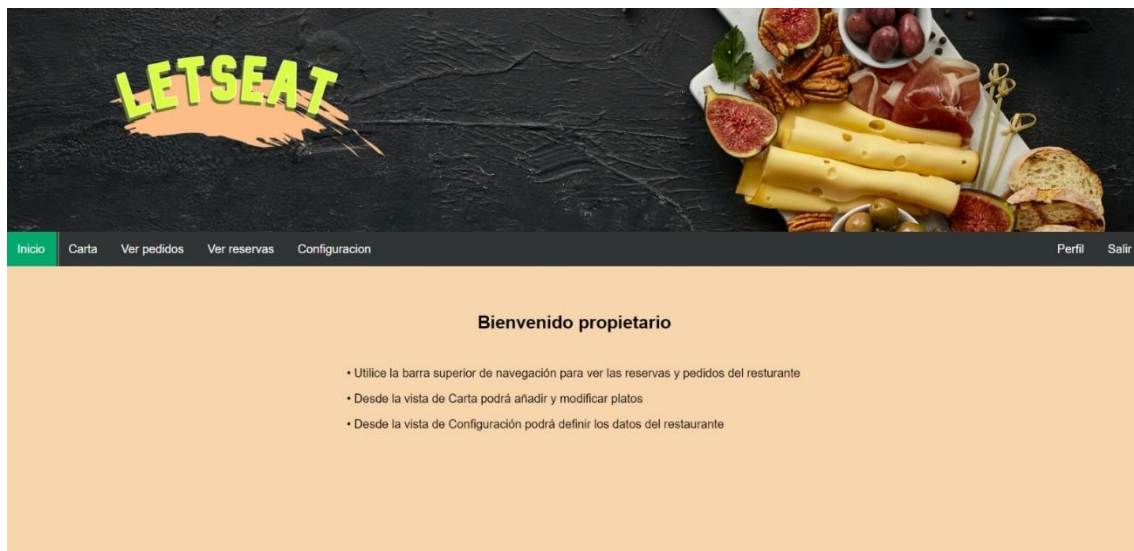 LETSEAT
Inicio Carta Ver pedidos Ver reservas Configuracion Perfil Salir
Bienvenido propietario
• Utilice la barra superior de navegación para ver las reservas y pedidos del resturante
• Desde la vista de Carta podrá añadir y modificar platos
• Desde la vista de Configuración podrá definir los datos del restaurante